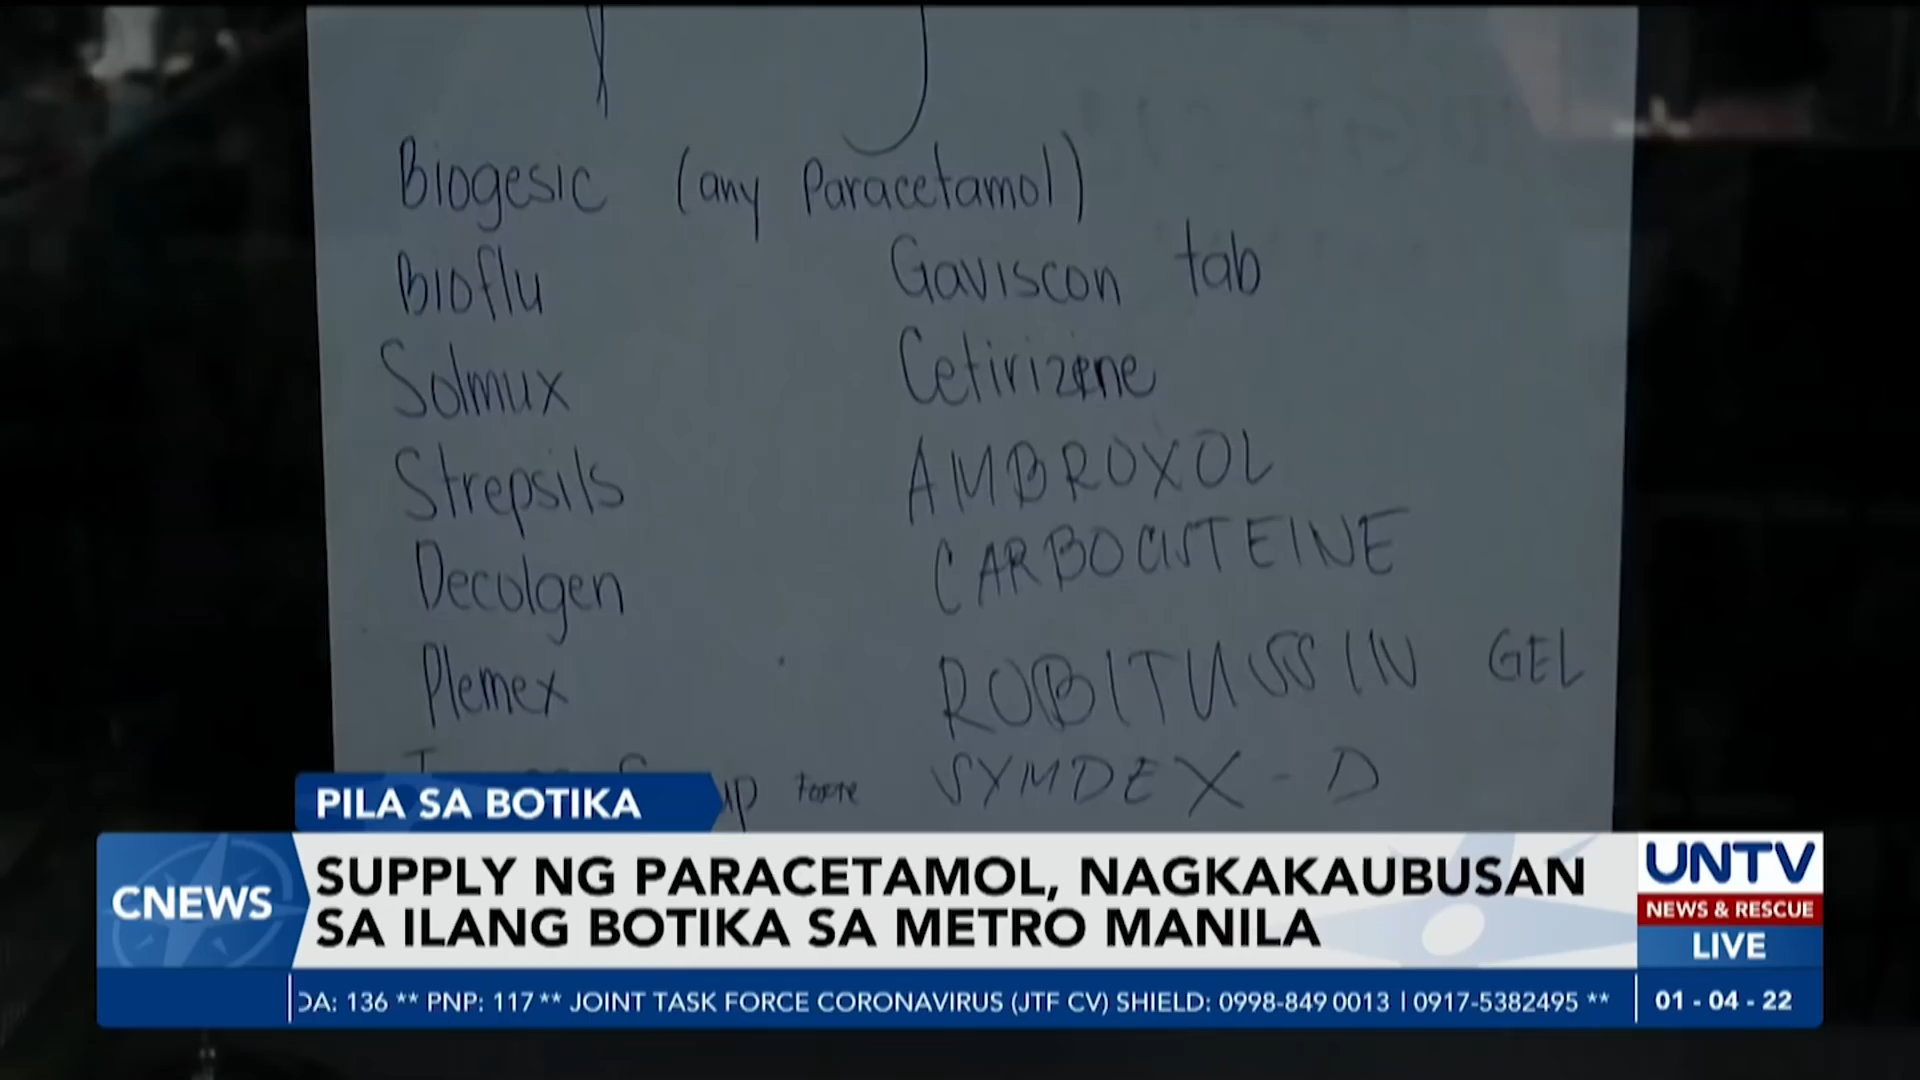 Biogesic (any Paracetamol)
Bioflu Gaviscon tab
Solmux Cetirizine
Strepsils AMBROXOL
Decolgen CARBOCISTEINE
Plemex ROBITUSSIN GEL
Forte SYMDEX - D
PILA SA BOTIKA
CNEWS
SUPPLY NG PARACETAMOL, NAGKAKAUBUSAN
SA ILANG BOTIKA SA METRO MANILA
UNTV
NEWS & RESCUE
LIVE
DA: 136 ** PNP: 117 ** JOINT TASK FORCE CORONAVIRUS (JTF CV) SHIELD: 0998-849 0013 I 0917-5382495 **
01 - 04 - 22